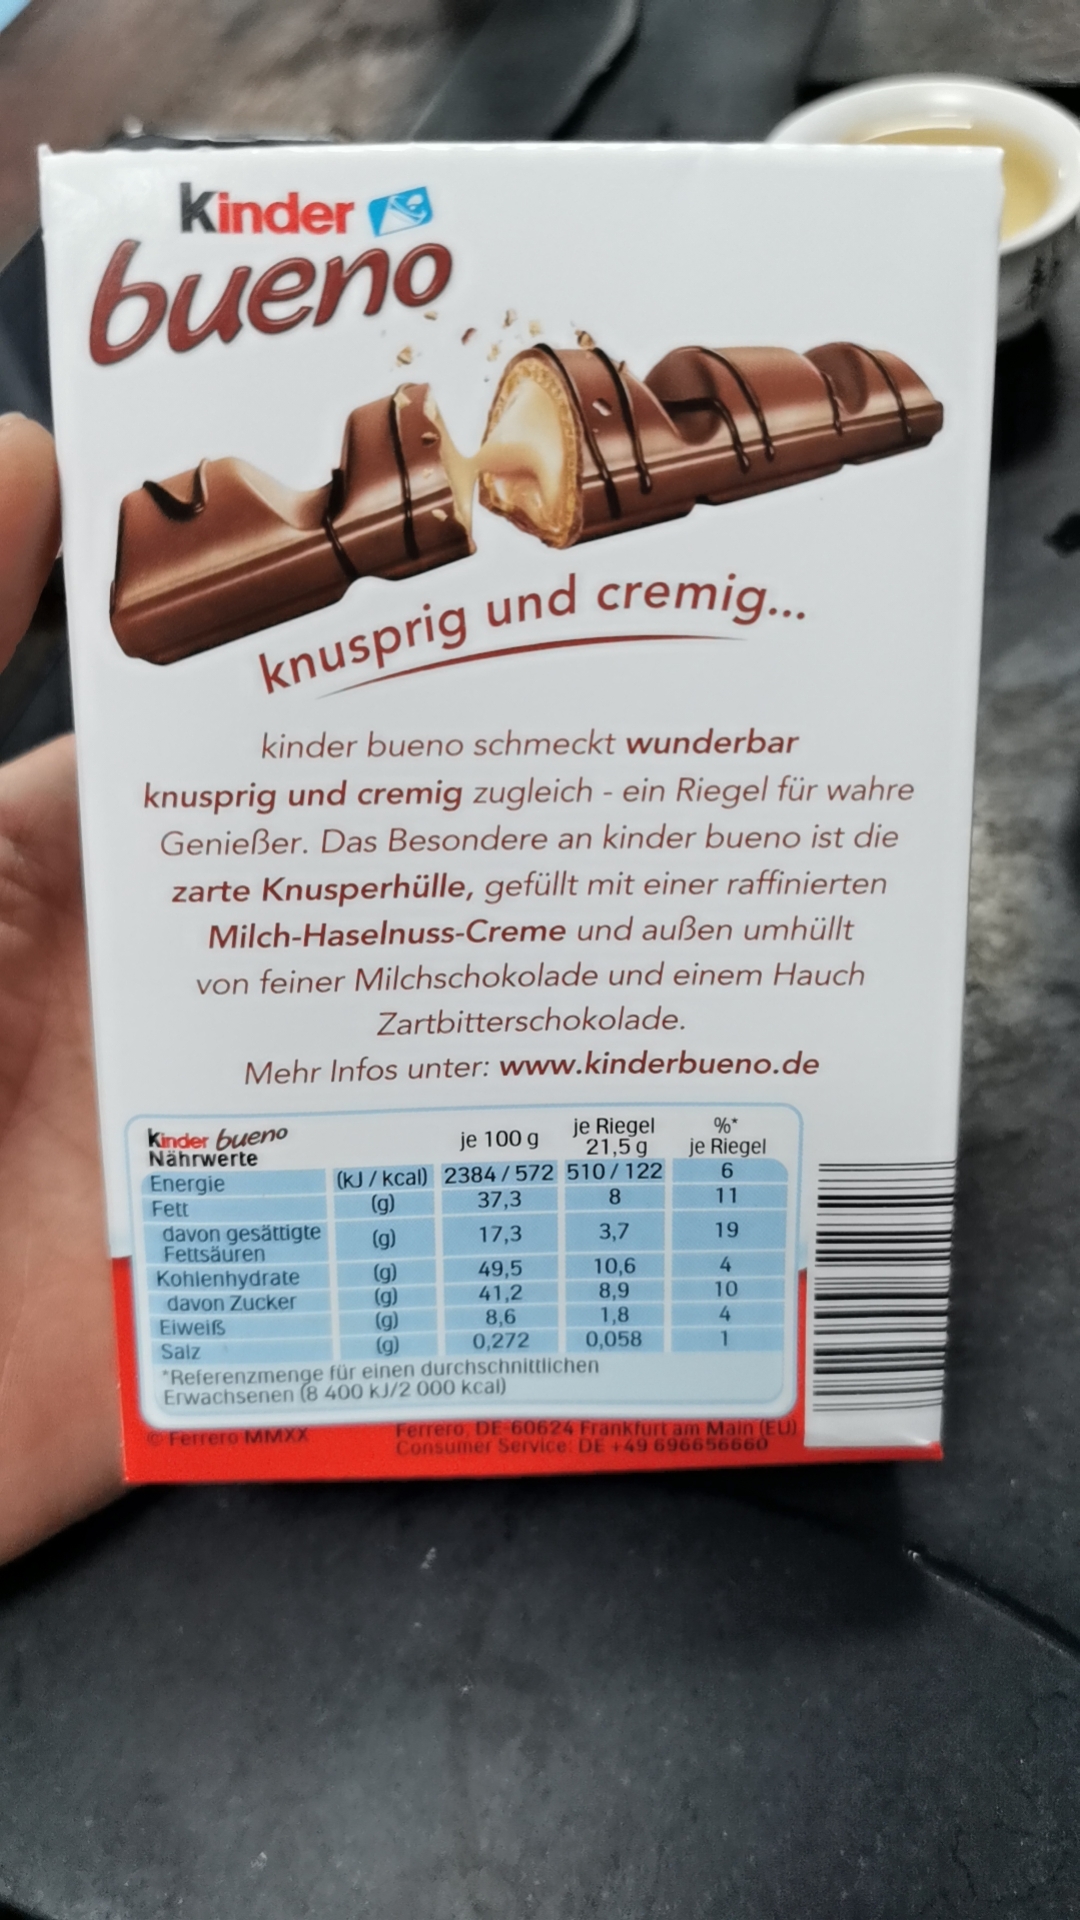 kinder
bueno
knusprig und cremig...
kinder bueno schmeckt wunderbar
knusprig und cremig zugleich - ein Riegel für wahre
Genießer. Das Besondere an kinder bueno ist die
zarte Knusperhülle, gefüllt mit einer raffinierten
Milch-Haselnuss-Creme und außen umhüllt
von feiner Milchschokolade und einem Hauch
Zartbitterschokolade.
Mehr Infos unter: www.kinderbueno.de
kinder bueno
Nährwerte je 100 g je Riegel 21,5 g %* je Riegel
Energie (kJ / kcal) 2384 / 572 510 / 122 6
Fett (g) 37,3 8 11
davon gesättigte Fettsäuren (g) 17,3 3,7 19
Kohlenhydrate (g) 49,5 10,6 4
davon Zucker (g) 41,2 8,9 10
Eiweiß (g) 8,6 1,8 4
Salz (g) 0,272 0,058 1
*Referenzmenge für einen durchschnittlichen
Erwachsenen (8 400 kJ/2 000 kcal)
© Ferrero MMXX
Ferrero, DE-60624 Frankfurt am Main (EU)
Consumer Service: DE +49 696656660